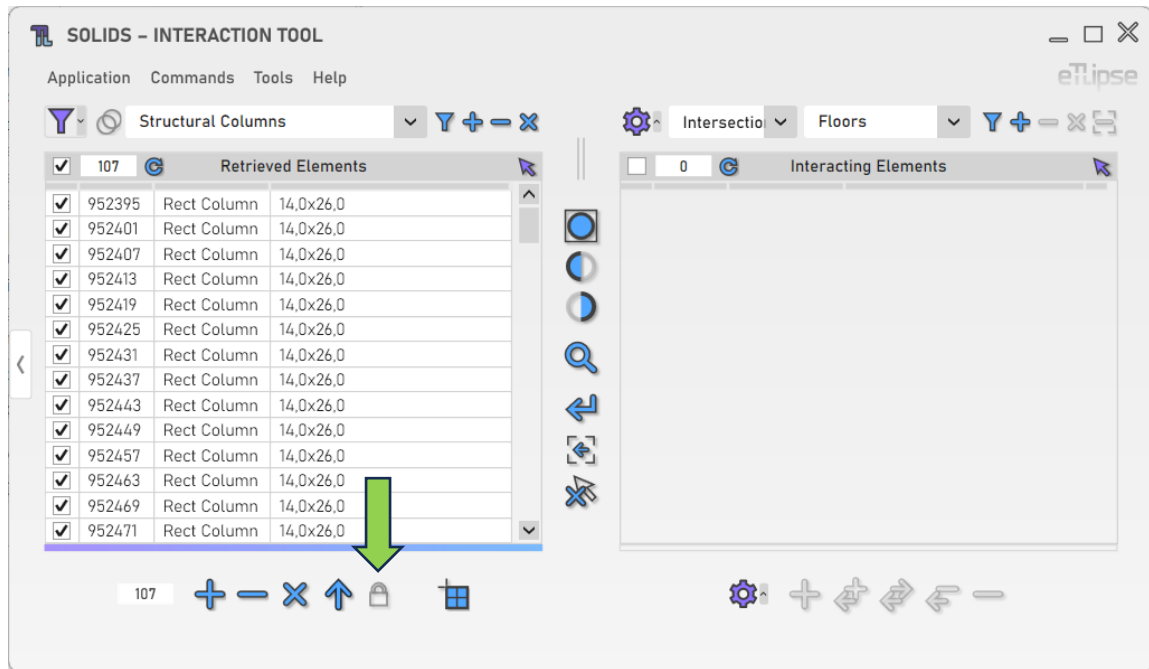 SOLIDS – INTERACTION TOOL
Application Commands Tools Help
eTLipse
Structural Columns
Intersectio
Floors
107 Retrieved Elements
0 Interacting Elements
952395 Rect Column 14,0x26,0
952401 Rect Column 14,0x26,0
952407 Rect Column 14,0x26,0
952413 Rect Column 14,0x26,0
952419 Rect Column 14,0x26,0
952425 Rect Column 14,0x26,0
952431 Rect Column 14,0x26,0
952437 Rect Column 14,0x26,0
952443 Rect Column 14,0x26,0
952449 Rect Column 14,0x26,0
952457 Rect Column 14,0x26,0
952463 Rect Column 14,0x26,0
952469 Rect Column 14,0x26,0
952471 Rect Column 14,0x26,0
107